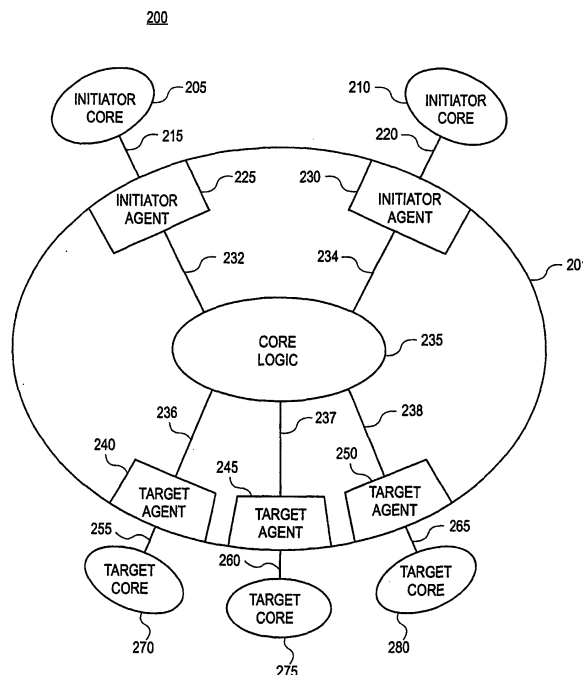 200
INITIATOR
CORE
205
210
INITIATOR
CORE
215
220
225
230
INITIATOR
AGENT
INITIATOR
AGENT
232
234
201
CORE
LOGIC
235
236
237
238
240
245
250
TARGET
AGENT
TARGET
AGENT
TARGET
AGENT
255
260
265
TARGET
CORE
TARGET
CORE
TARGET
CORE
270
275
280